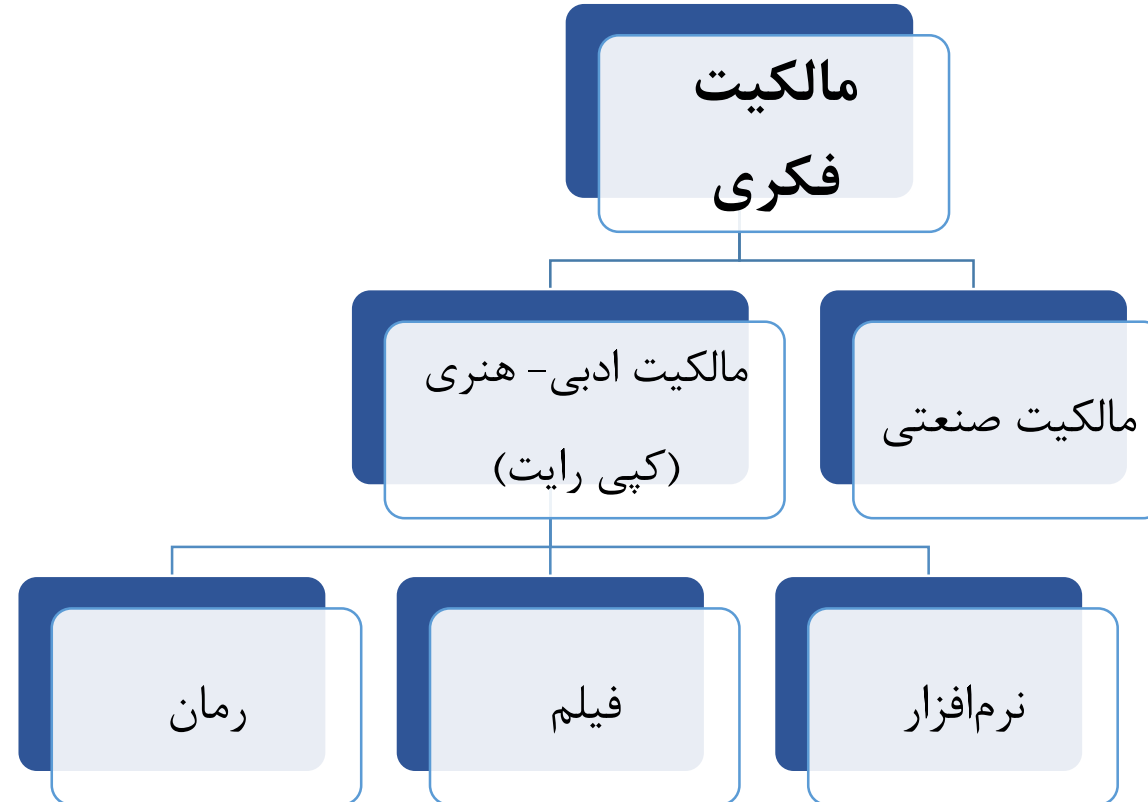 مالکیت
فکری
مالکیت صنعتی
مالکیت ادبی- هنری
(کپی رایت)
نرم‌افزار
فیلم
رمان